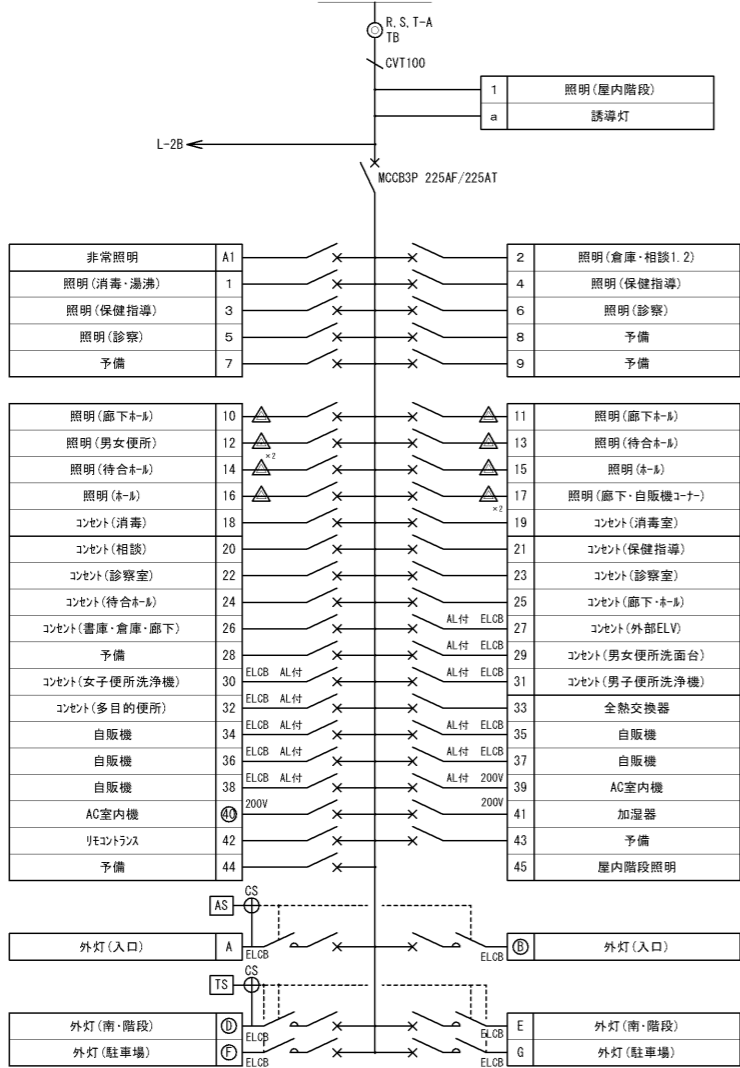 R.S.T-A
TB
CVT100
1 照明(屋内階段)
a 誘導灯
L-2B
MCCB3P 225AF/225AT
非常照明 A1 2 照明(倉庫・相談1.2)
照明(消毒・湯沸) 1 4 照明(保健指導)
照明(保健指導) 3 6 照明(診察)
照明(診察) 5 8 予備
予備 7 9 予備
照明(廊下ホール) 10 11 照明(廊下ホール)
照明(男女便所) 12 13 照明(待合ホール)
×2
照明(待合ホール) 14 15 照明(ホール)
照明(ホール) 16 17 照明(廊下・自販機コーナー)
×2
コンセント(消毒) 18 19 コンセント(消毒室)
コンセント(相談) 20 21 コンセント(保健指導)
コンセント(診察室) 22 23 コンセント(診察室)
コンセント(待合ホール) 24 25 コンセント(廊下・ホール)
コンセント(書庫・倉庫・廊下) 26 AL付 ELCB 27 コンセント(外部ELV)
予備 28 AL付 ELCB 29 コンセント(男女便所洗面台)
コンセント(女子便所洗浄機) 30 ELCB AL付 AL付 ELCB 31 コンセント(男子便所洗浄機)
コンセント(多目的便所) 32 ELCB AL付 33 全熱交換器
自販機 34 ELCB AL付 AL付 ELCB 35 自販機
自販機 36 ELCB AL付 AL付 ELCB 37 自販機
自販機 38 ELCB AL付 AL付 200V 39 AC室内機
AC室内機 40 200V 200V 41 加湿器
リモコントランス 42 43 予備
予備 44 45 屋内階段照明
AS CS
外灯(入口) A ELCB ELCB B 外灯(入口)
TS CS
外灯(南・階段) D ELCB ELCB E 外灯(南・階段)
外灯(駐車場) F ELCB ELCB G 外灯(駐車場)